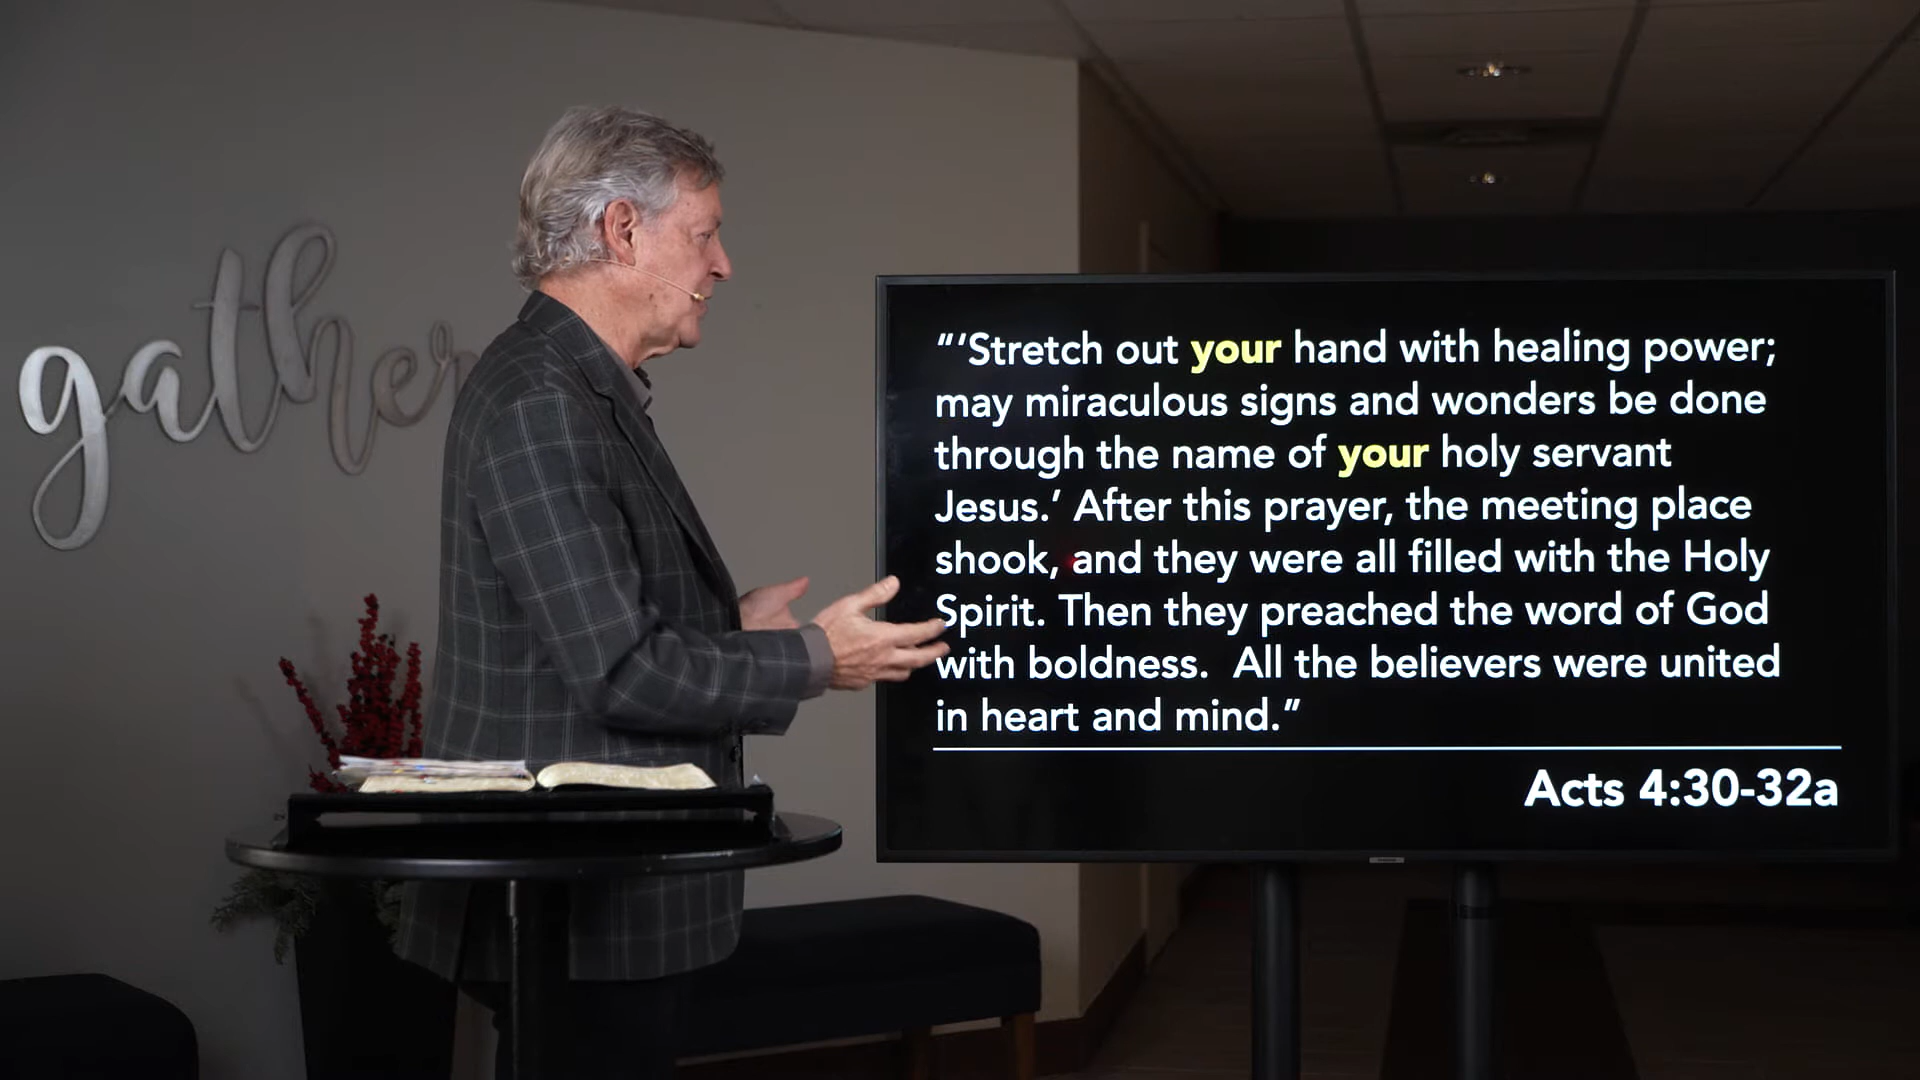 gather
“‘Stretch out your hand with healing power;
may miraculous signs and wonders be done
through the name of your holy servant
Jesus.’ After this prayer, the meeting place
shook, and they were all filled with the Holy
Spirit. Then they preached the word of God
with boldness.  All the believers were united
in heart and mind.”
Acts 4:30-32a